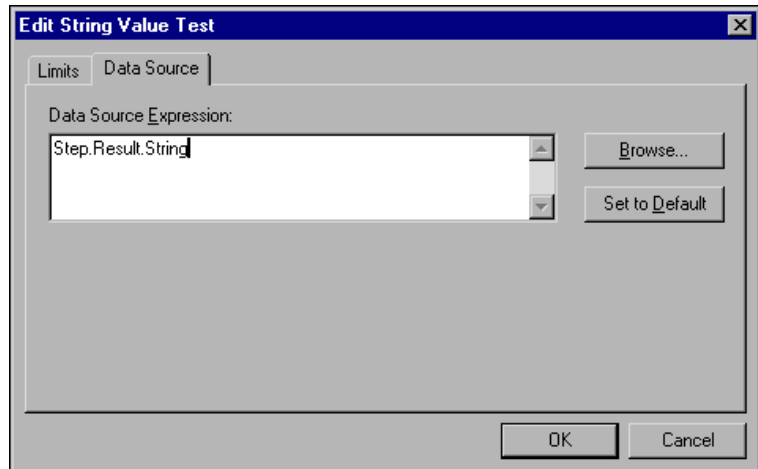 Edit String Value Test
Limits
Data Source
Data Source Expression:
Step.Result.String
Browse...
Set to Default
OK
Cancel